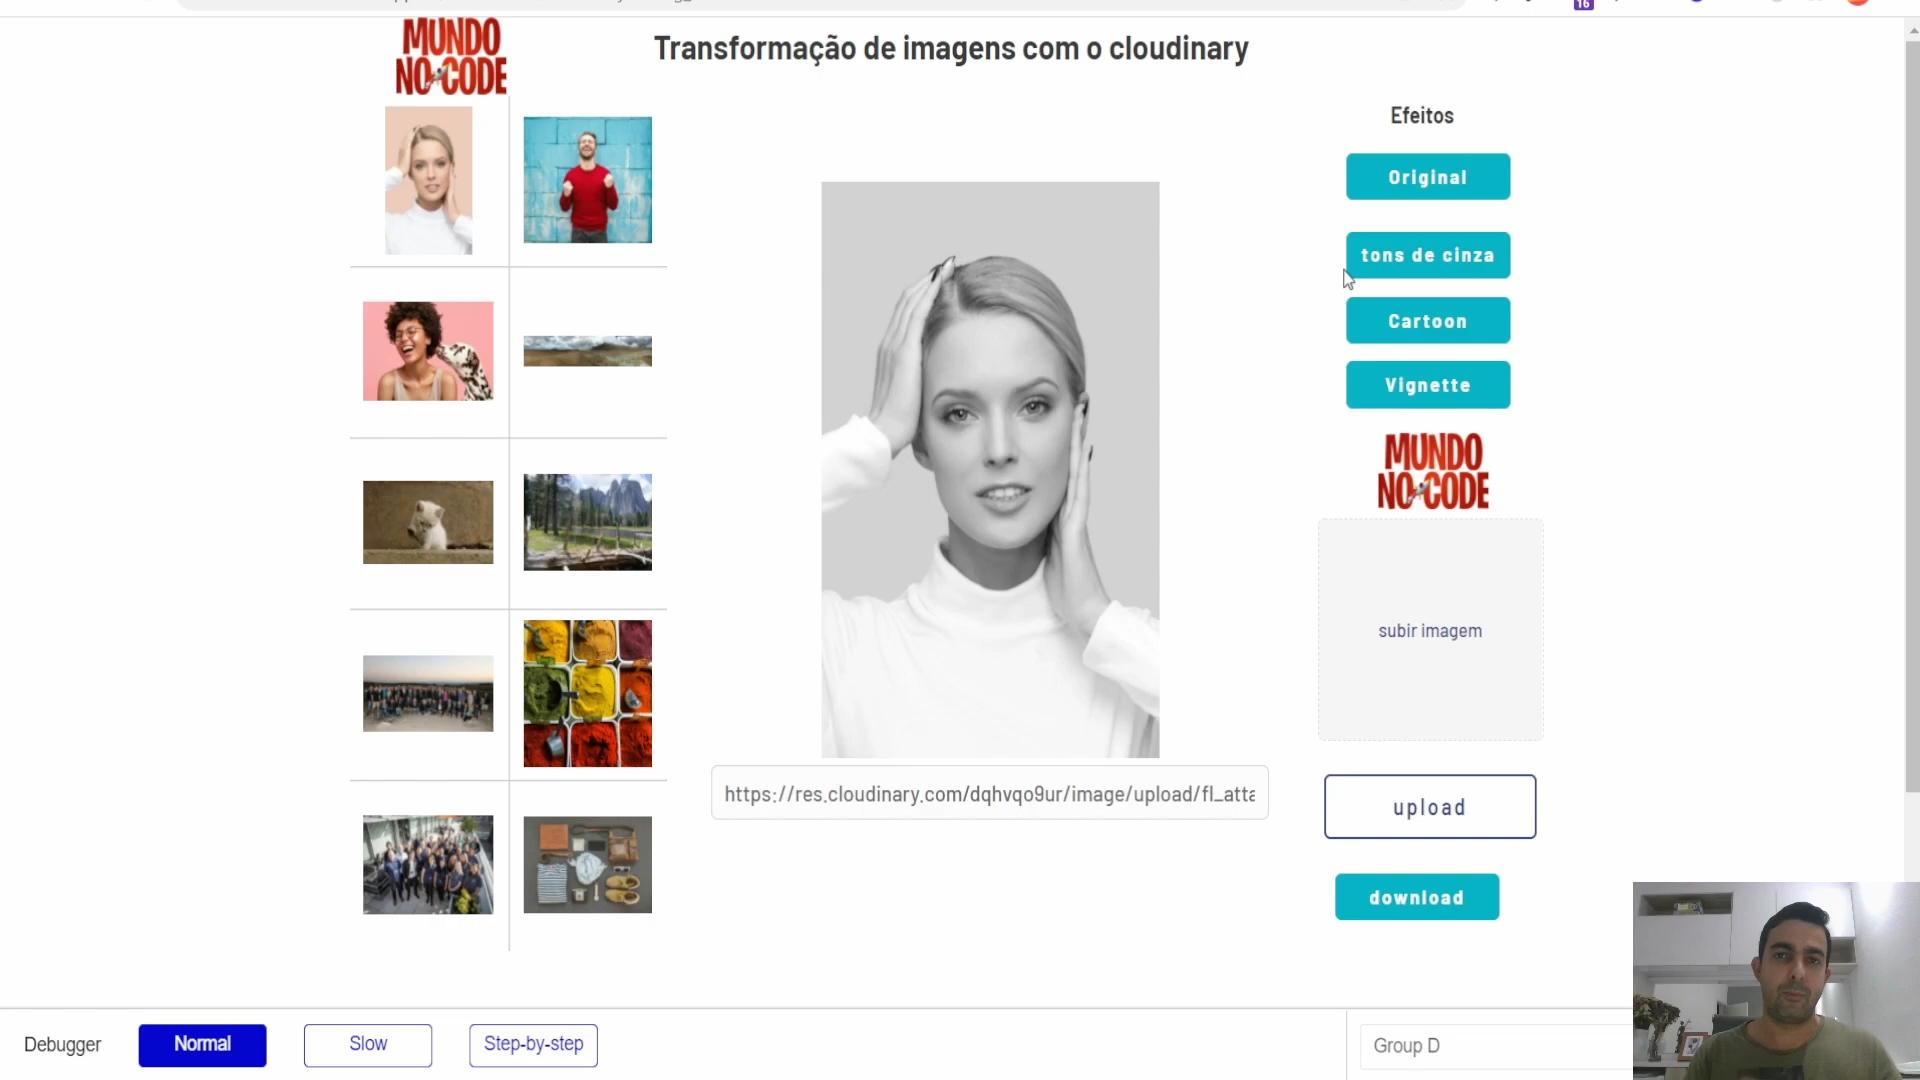 16
MUNDO
NO CODE
Transformação de imagens com o cloudinary
Efeitos
Original
tons de cinza
Cartoon
Vignette
MUNDO
NO CODE
subir imagem
https://res.cloudinary.com/dqhvqo9ur/image/upload/fl_atta
upload
download
Debugger
Normal
Slow
Step-by-step
Group D